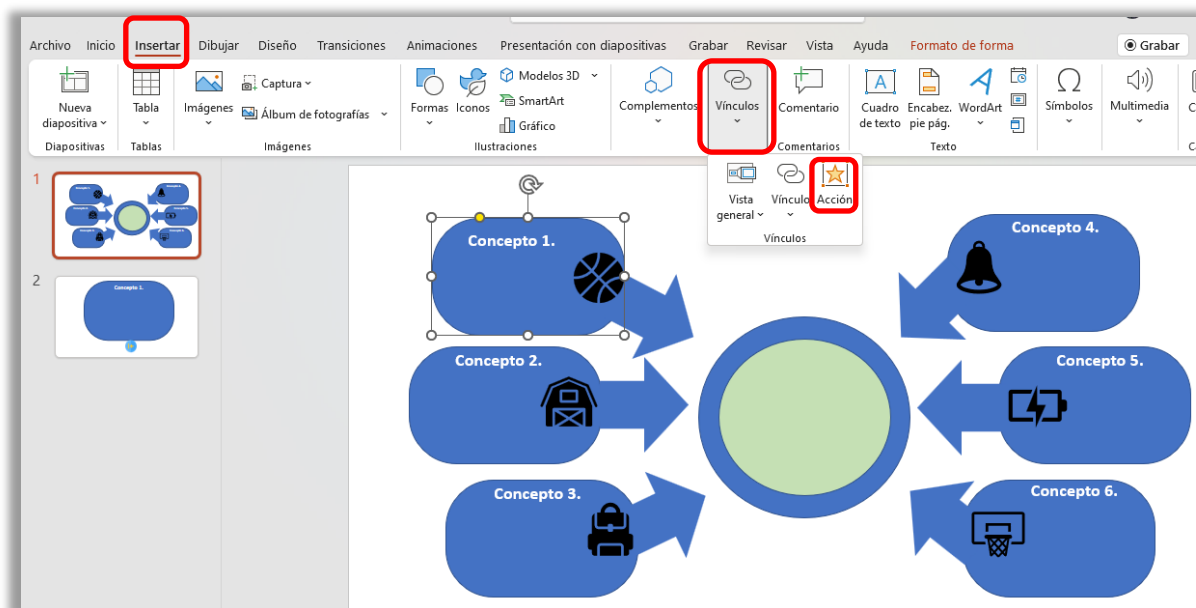 Archivo Inicio Insertar Dibujar Diseño Transiciones Animaciones Presentación con diapositivas Grabar Revisar Vista Ayuda Formato de forma Grabar
Nueva
diapositiva
Diapositivas
Tabla
Tablas
Imágenes
Captura
Álbum de fotografías
Imágenes
Formas Iconos
Modelos 3D
SmartArt
Gráfico
Ilustraciones
Complementos
Vínculos
Comentario
Comentarios
Cuadro
de texto
Encabez.
pie pág.
WordArt
Texto
Símbolos
Multimedia
Vista
general
Vínculo
Acción
Vínculos
1
2
Concepto 1.
Concepto 1.
Concepto 2.
Concepto 3.
Concepto 4.
Concepto 5.
Concepto 6.